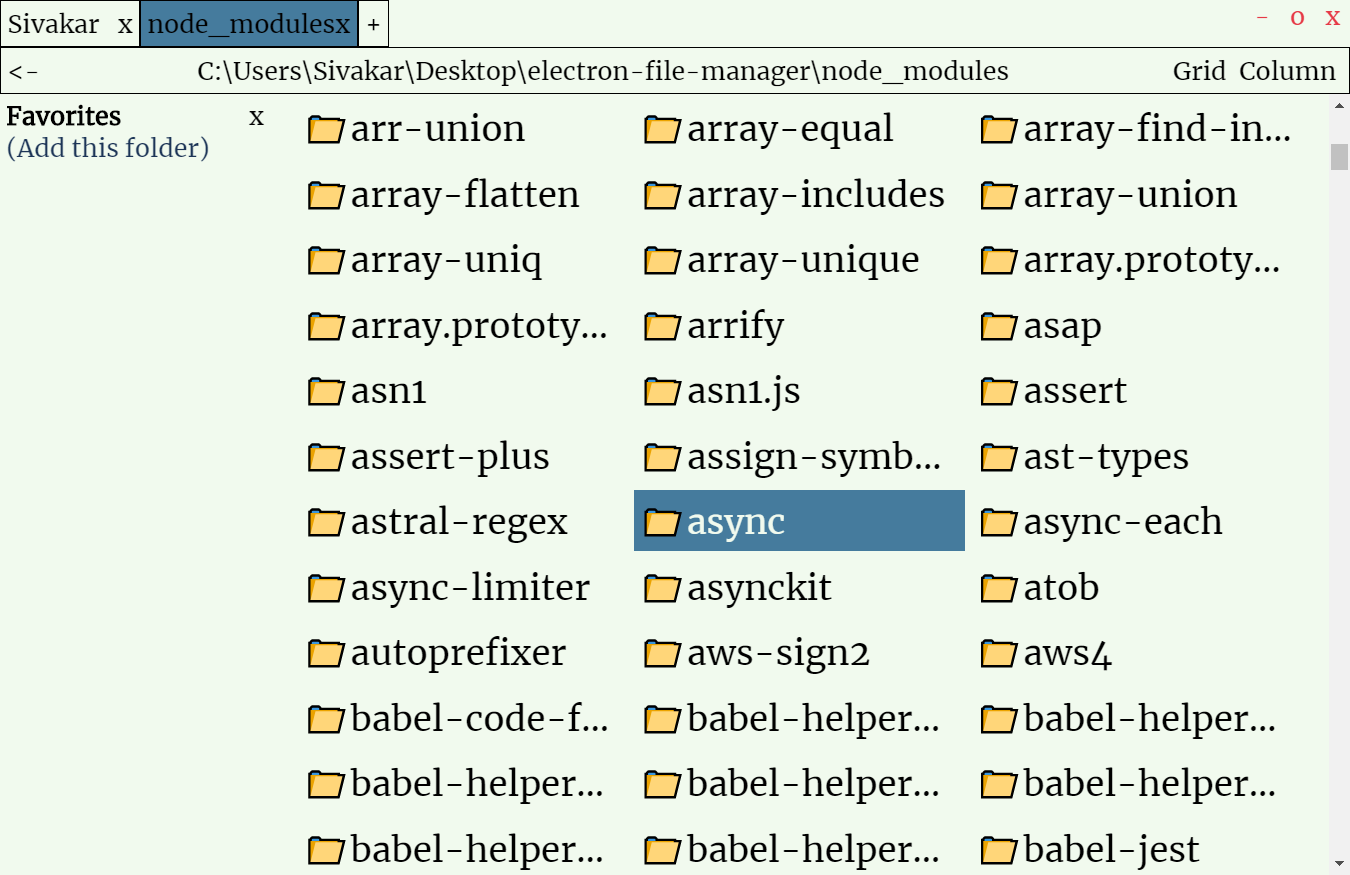 Sivakar x node_modulesx + - o x
<- C:\Users\Sivakar\Desktop\electron-file-manager\node_modules Grid Column
Favorites x
(Add this folder)
arr-union array-equal array-find-in...
array-flatten array-includes array-union
array-uniq array-unique array.prototy...
array.prototy... arrify asap
asn1 asn1.js assert
assert-plus assign-symb... ast-types
astral-regex async async-each
async-limiter asynckit atob
autoprefixer aws-sign2 aws4
babel-code-f... babel-helper... babel-helper...
babel-helper... babel-helper... babel-helper...
babel-helper... babel-helper... babel-jest